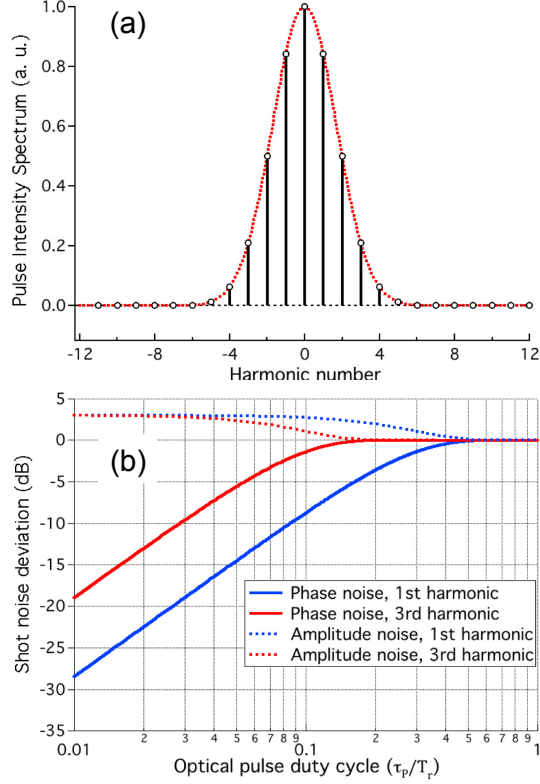 (a)
Pulse Intensity Spectrum (a. u.)
1.0
0.8
0.6
0.4
0.2
0.0
-12 -8 -4 0 4 8 12
Harmonic number
(b)
Shot noise deviation (dB)
5
0
-5
-10
-15
-20
-25
-30
-35
Phase noise, 1st harmonic
Phase noise, 3rd harmonic
Amplitude noise, 1st harmonic
Amplitude noise, 3rd harmonic
0.01 2 3 4 5 6 7 8 9 0.1 2 3 4 5 6 7 8 9 1
Optical pulse duty cycle (τₚ/Tᵣ)